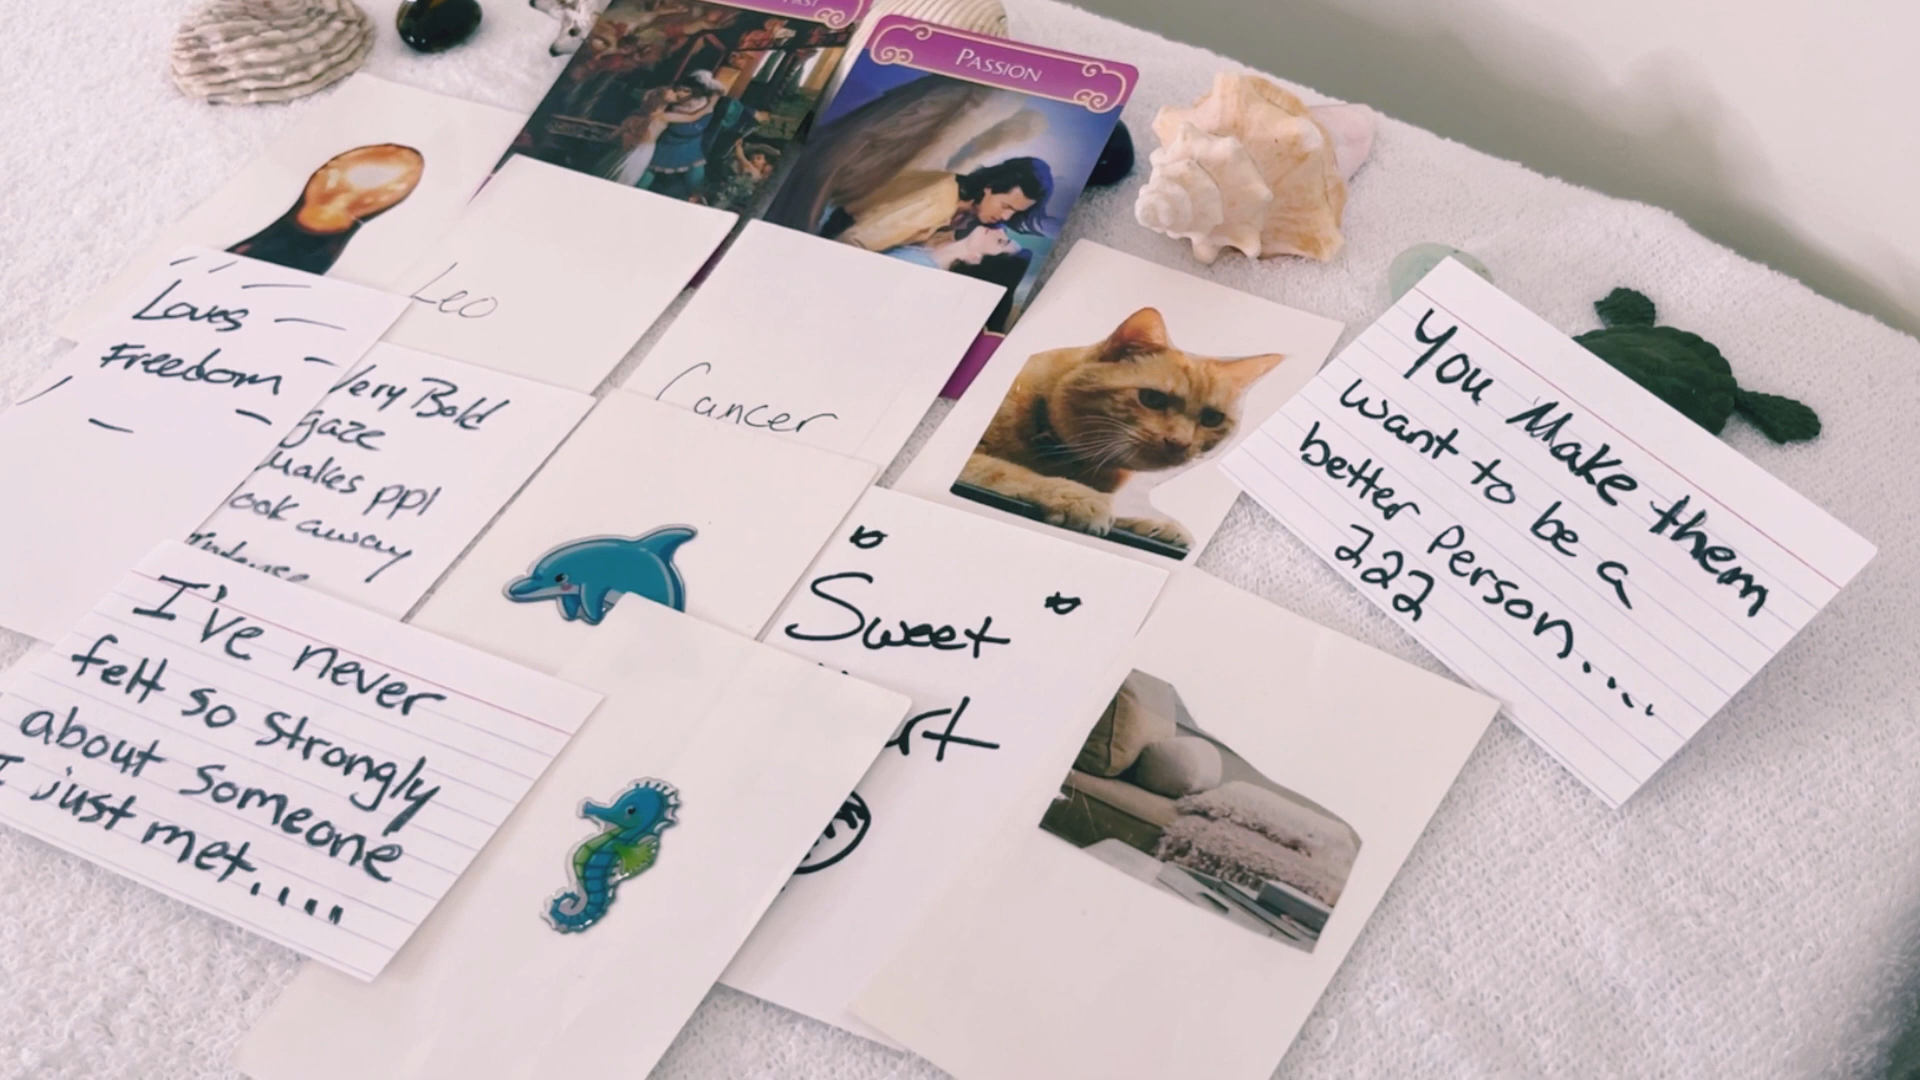 Passion
Leo
Cancer
Loves
Freedom
Very Bold
gaze
makes ppl
look away
You Make them
want to be a
better Person....
222
Sweet
I've never
felt so strongly
about someone
I just met....